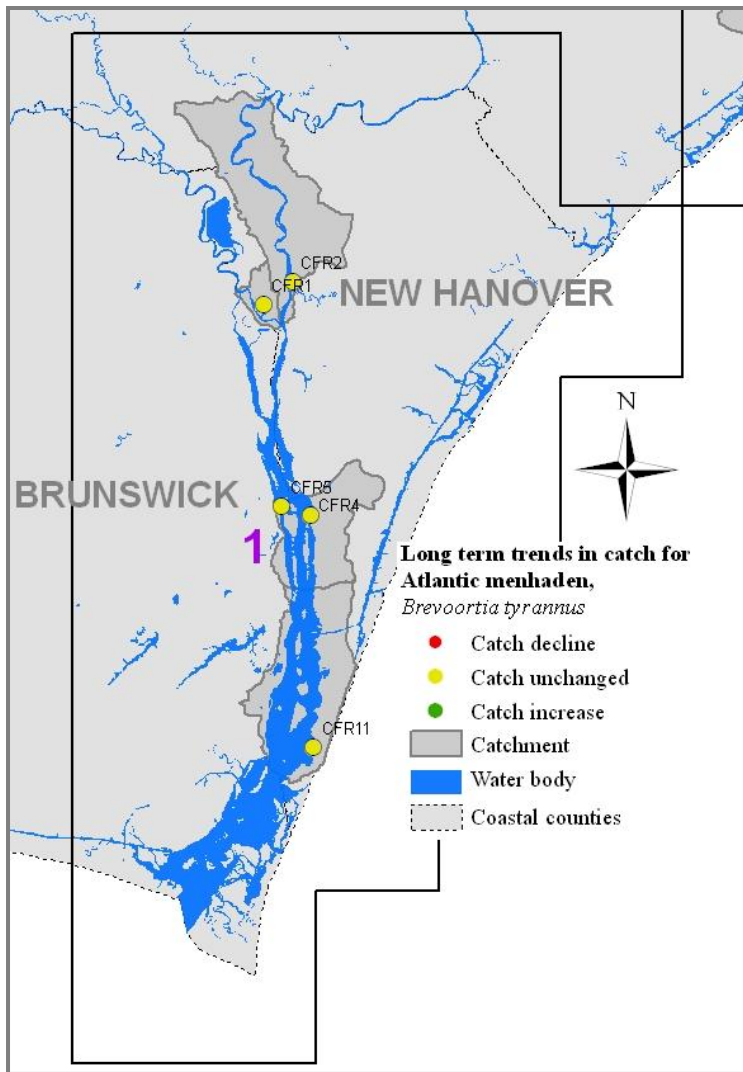 CFR2
CFR1
NEW HANOVER
N
CFR5
BRUNSWICK
CFR4
1
Long term trends in catch for
Atlantic menhaden,
Brevoortia tyrannus
Catch decline
Catch unchanged
Catch increase
CFR11
Catchment
Water body
Coastal counties